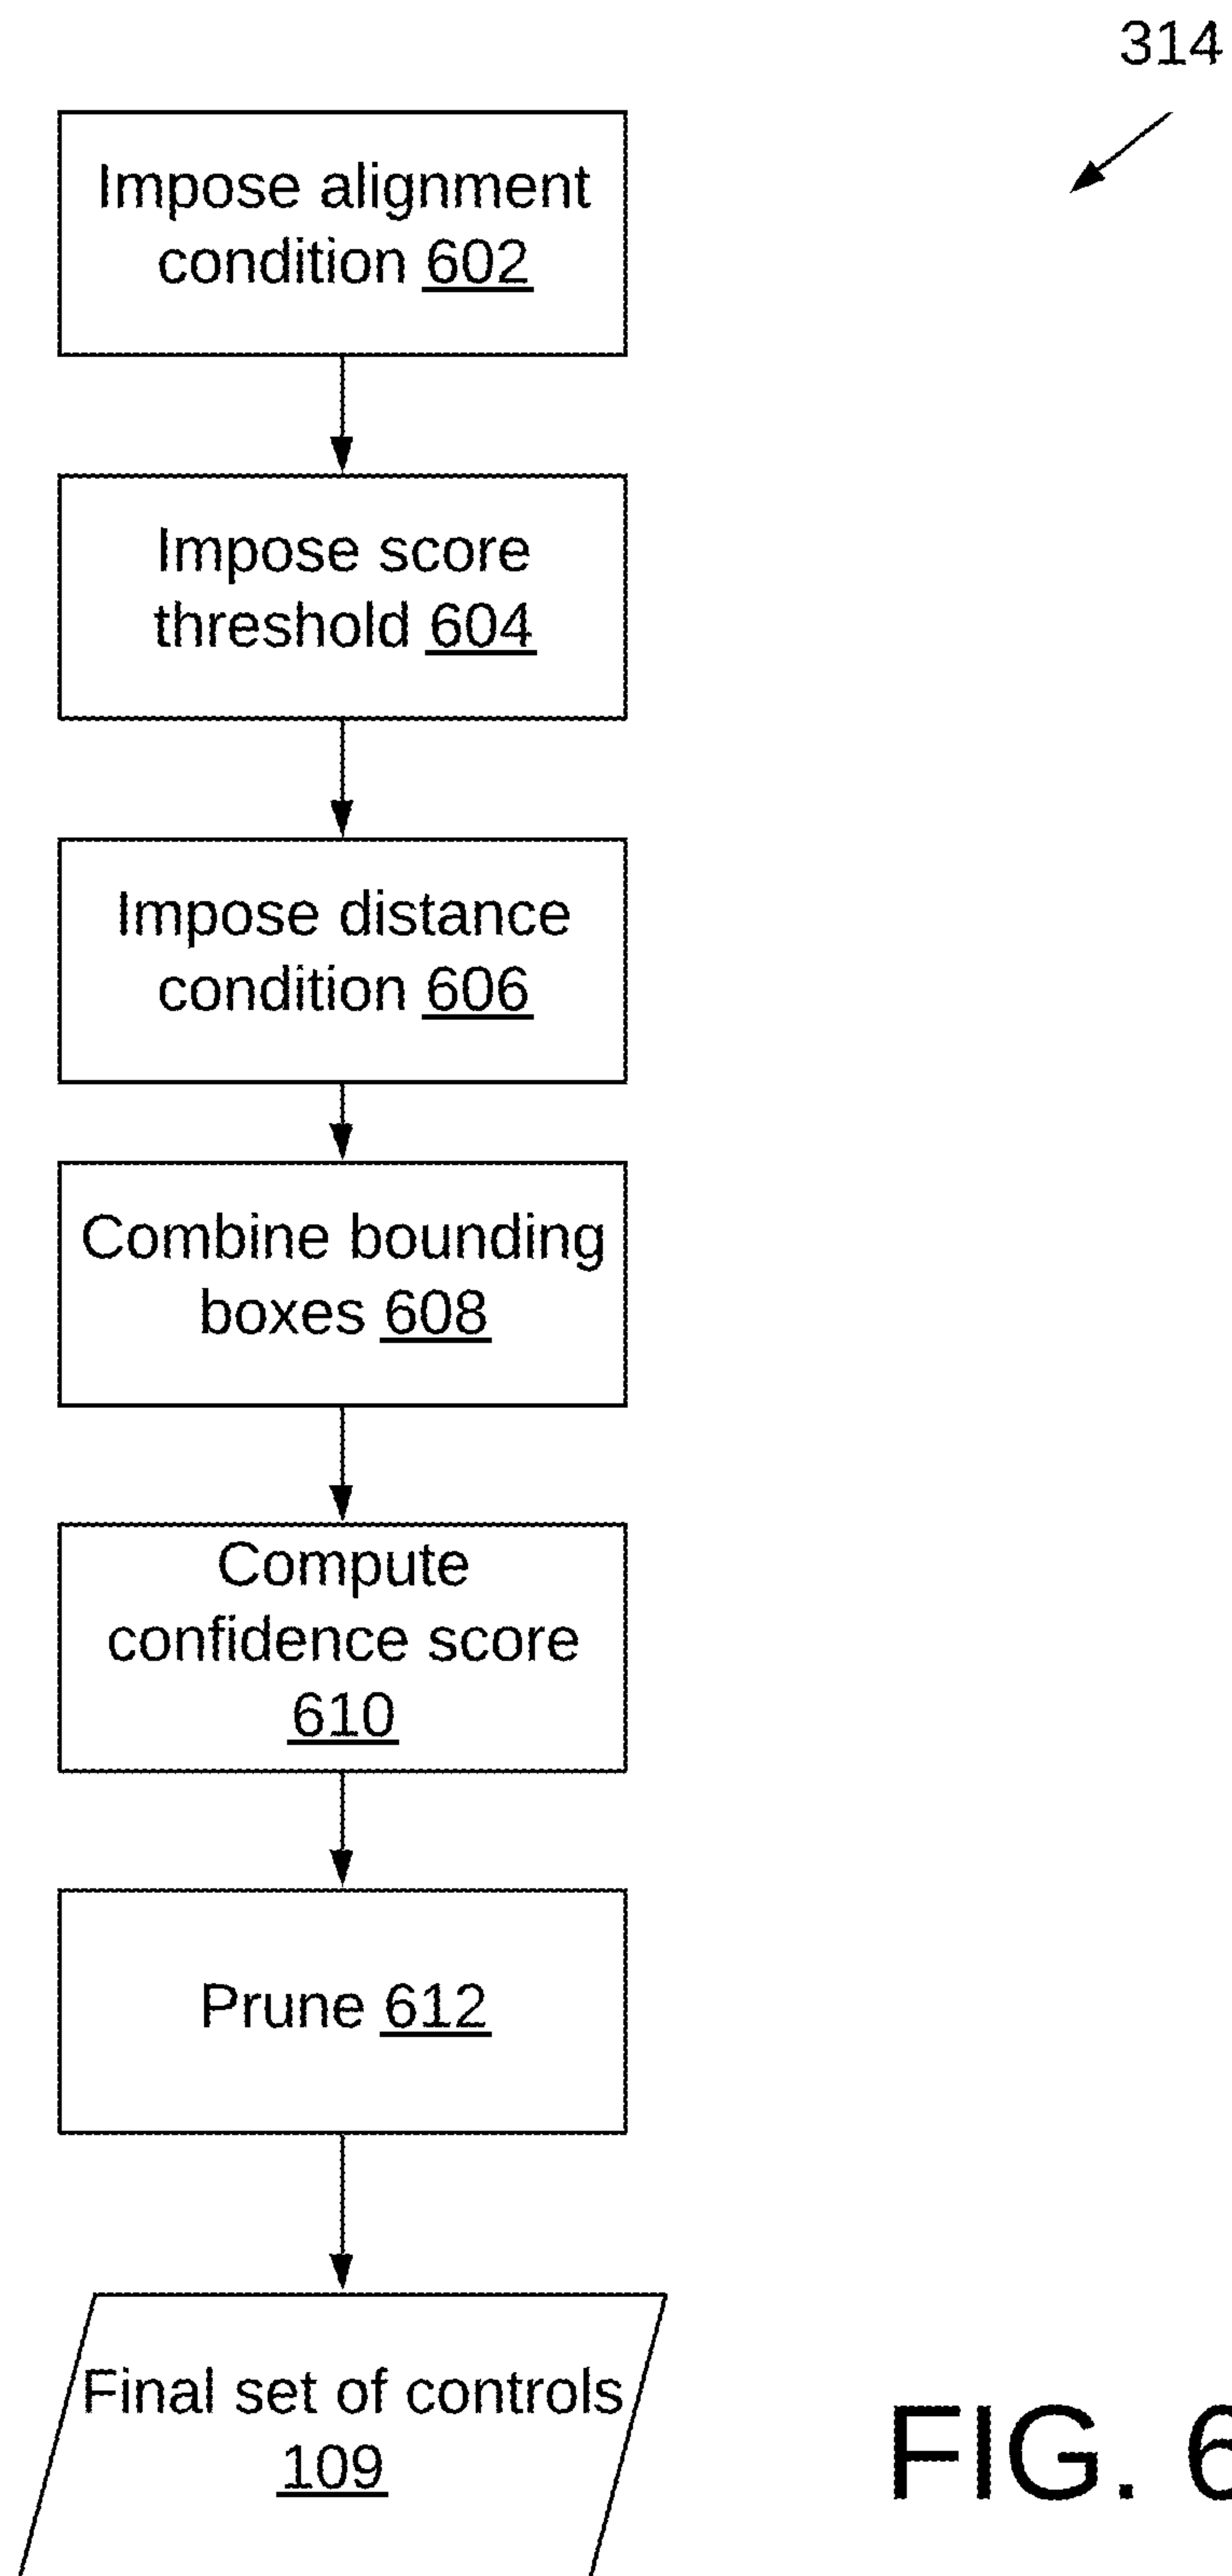 314
Impose alignment
condition 602
Impose score
threshold 604
Impose distance
condition 606
Combine bounding
boxes 608
Compute
confidence score
610
Prune 612
Final set of controls
109
FIG. 6